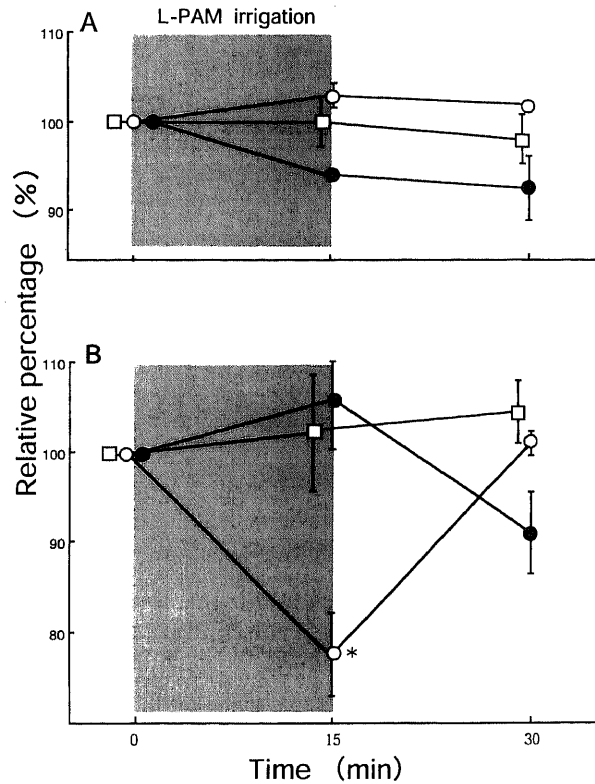 L-PAM irrigation
A
110
100
90
B
110
100
90
80
*
0
15
30
Relative percentage (%)
Time (min)